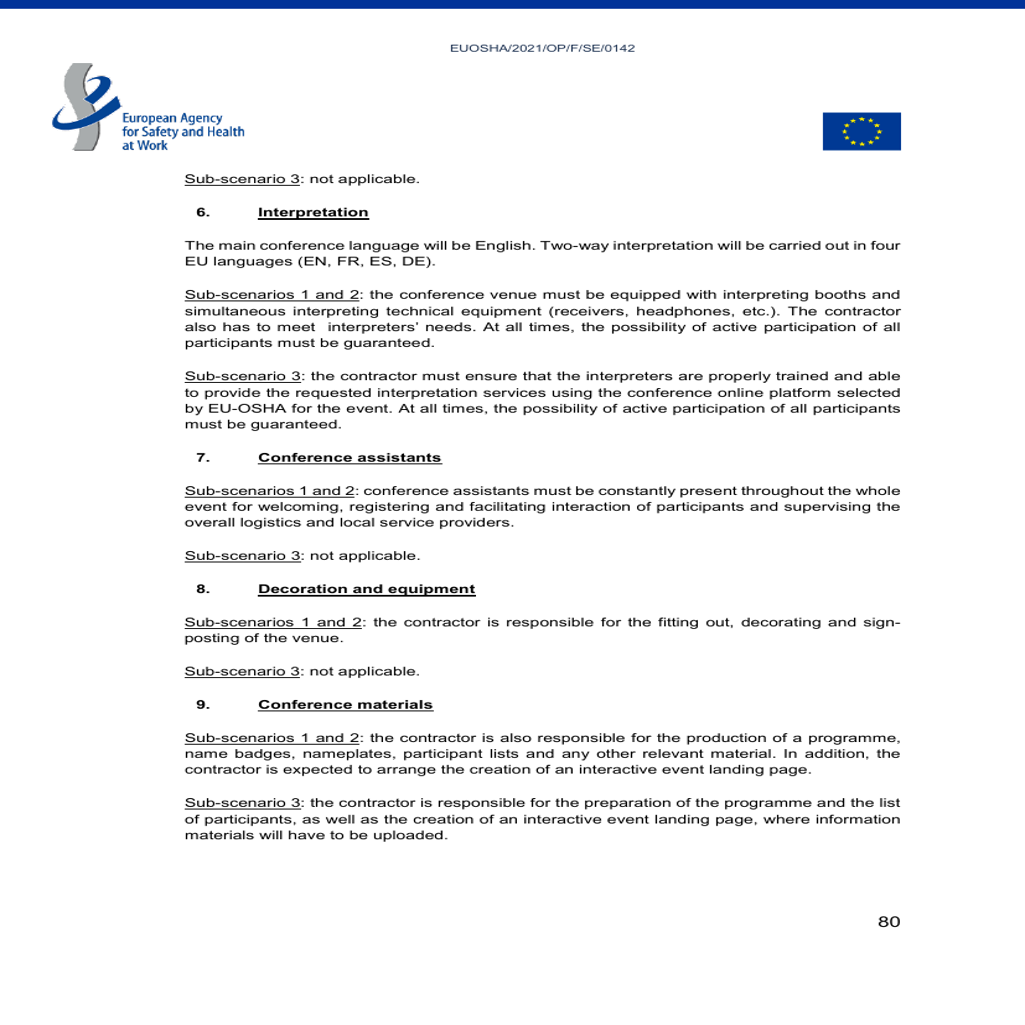 EUOSHA/2021/OP/F/SE/0142
European Agency
for Safety and Health
at Work
Sub-scenario 3: not applicable.
6. Interpretation
The main conference language will be English. Two-way interpretation will be carried out in four
EU languages (EN, FR, ES, DE).
Sub-scenarios 1 and 2: the conference venue must be equipped with interpreting booths and
simultaneous interpreting technical equipment (receivers, headphones, etc.). The contractor
also has to meet interpreters' needs. At all times, the possibility of active participation of all
participants must be guaranteed.
Sub-scenario 3: the contractor must ensure that the interpreters are properly trained and able
to provide the requested interpretation services using the conference online platform selected
by EU-OSHA for the event. At all times, the possibility of active participation of all participants
must be guaranteed.
7. Conference assistants
Sub-scenarios 1 and 2: conference assistants must be constantly present throughout the whole
event for welcoming, registering and facilitating interaction of participants and supervising the
overall logistics and local service providers.
Sub-scenario 3: not applicable.
8. Decoration and equipment
Sub-scenarios 1 and 2: the contractor is responsible for the fitting out, decorating and sign-
posting of the venue.
Sub-scenario 3: not applicable.
9. Conference materials
Sub-scenarios 1 and 2: the contractor is also responsible for the production of a programme,
name badges, nameplates, participant lists and any other relevant material. In addition, the
contractor is expected to arrange the creation of an interactive event landing page.
Sub-scenario 3: the contractor is responsible for the preparation of the programme and the list
of participants, as well as the creation of an interactive event landing page, where information
materials will have to be uploaded.
80